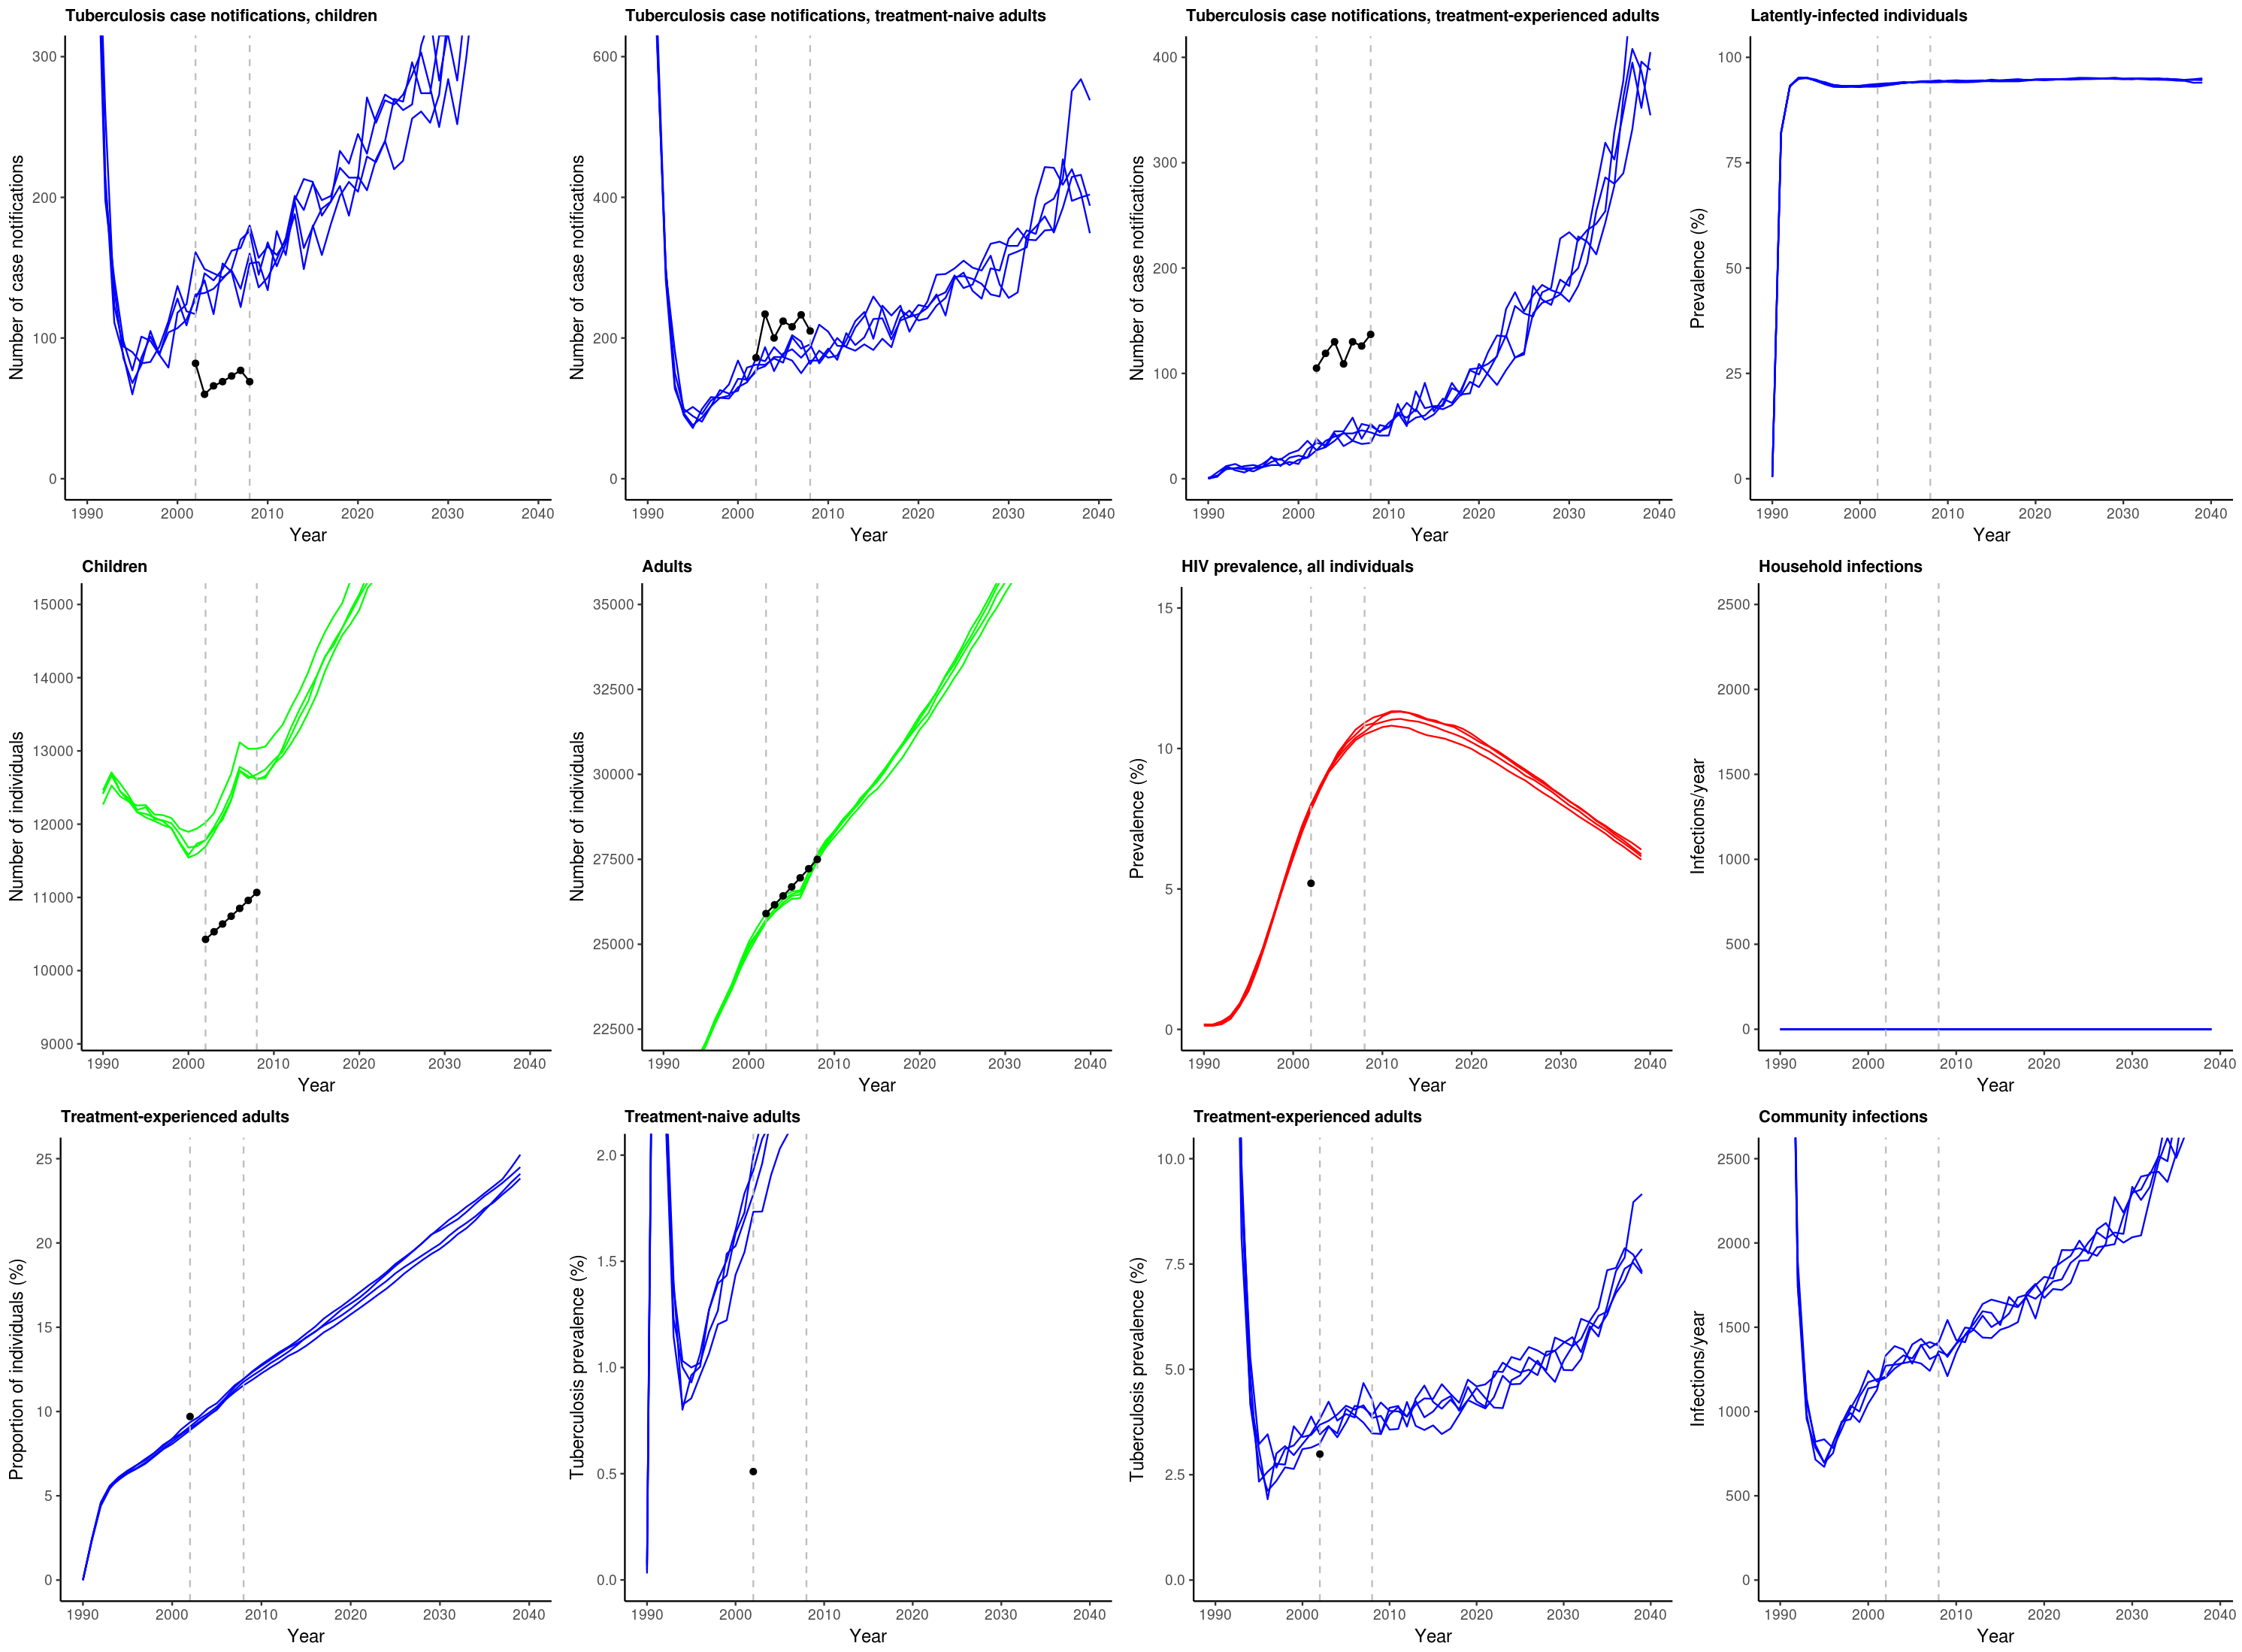 Tuberculosis case notifications, children
Number of case notifications
300
200
100
0
1990 2000 2010 2020 2030 2040
Year
Tuberculosis case notifications, treatment-naive adults
Number of case notifications
600
400
200
0
1990 2000 2010 2020 2030 2040
Year
Tuberculosis case notifications, treatment-experienced adults
Number of case notifications
400
300
200
100
0
1990 2000 2010 2020 2030 2040
Year
Latently-infected individuals
Prevalence (%)
100
75
50
25
0
1990 2000 2010 2020 2030 2040
Year
Children
Number of individuals
15000
14000
13000
12000
11000
10000
9000
1990 2000 2010 2020 2030 2040
Year
Adults
Number of individuals
35000
32500
30000
27500
25000
22500
1990 2000 2010 2020 2030 2040
Year
HIV prevalence, all individuals
Prevalence (%)
15
10
5
0
1990 2000 2010 2020 2030 2040
Year
Household infections
Infections/year
2500
2000
1500
1000
500
0
1990 2000 2010 2020 2030 2040
Year
Treatment-experienced adults
Proportion of individuals (%)
25
20
15
10
5
0
1990 2000 2010 2020 2030 2040
Year
Treatment-naive adults
Tuberculosis prevalence (%)
2.0
1.5
1.0
0.5
0.0
1990 2000 2010 2020 2030 2040
Year
Treatment-experienced adults
Tuberculosis prevalence (%)
10.0
7.5
5.0
2.5
0.0
1990 2000 2010 2020 2030 2040
Year
Community infections
Infections/year
2500
2000
1500
1000
500
0
1990 2000 2010 2020 2030 2040
Year